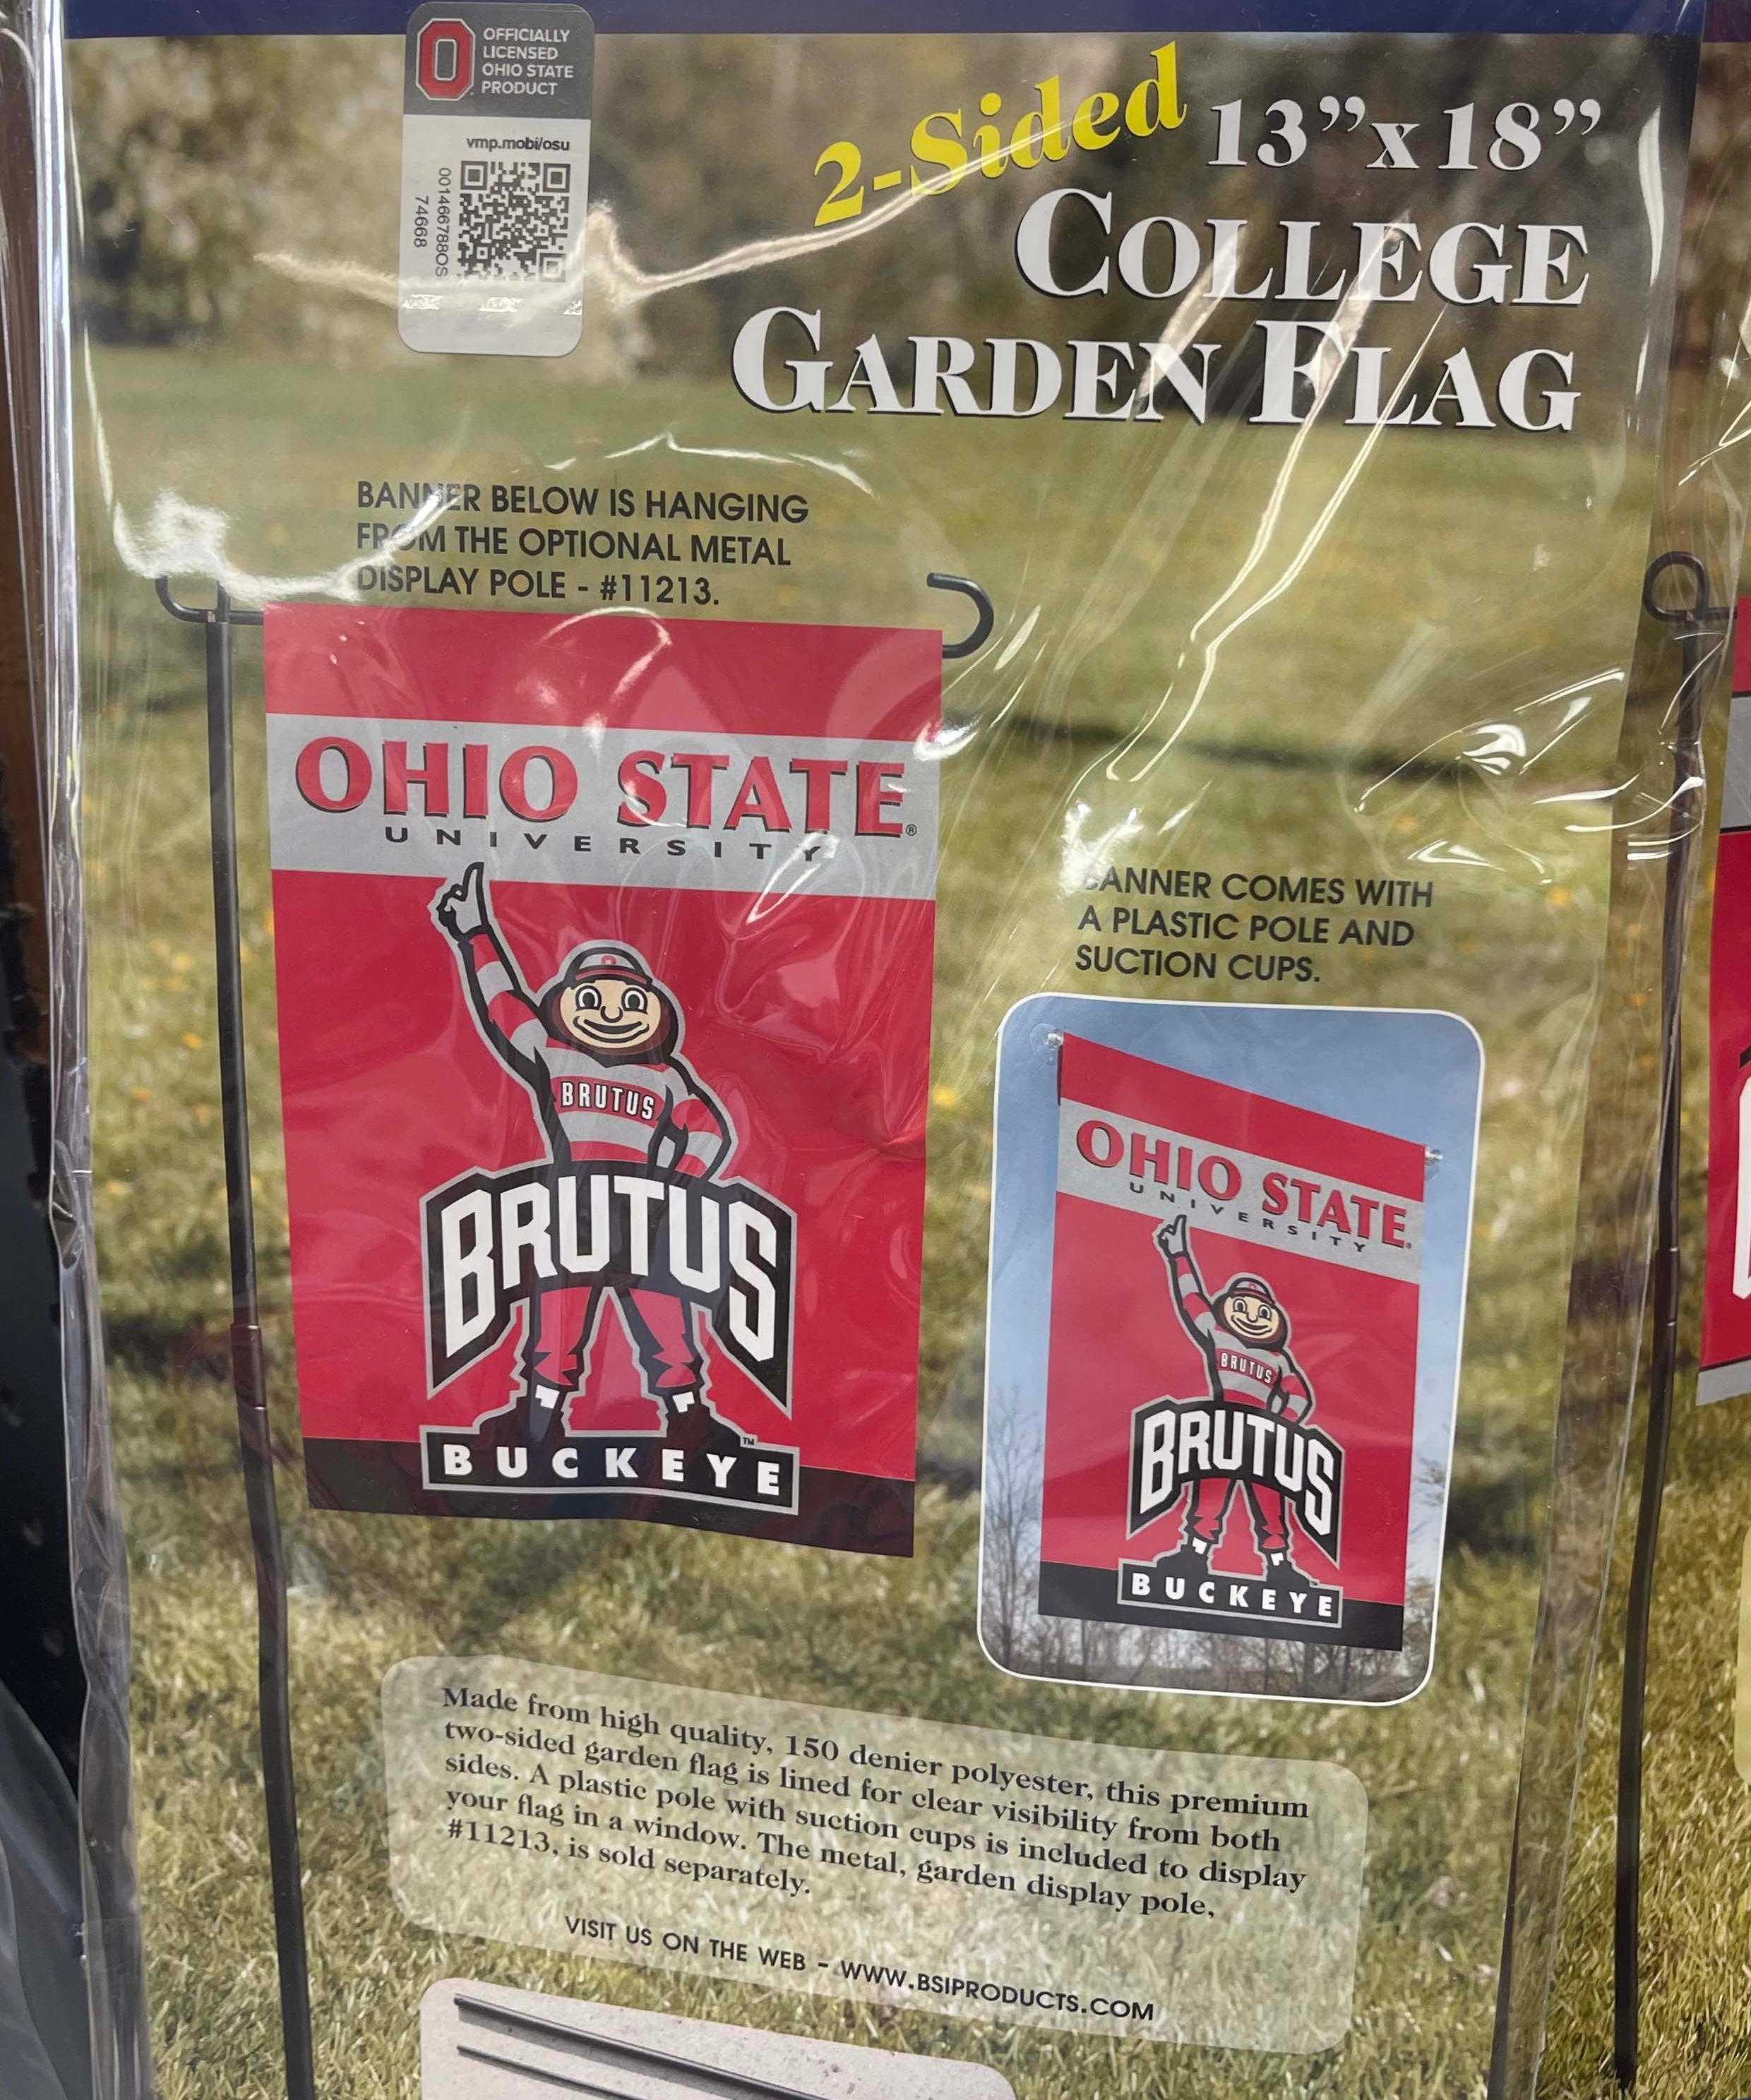 OFFICIALLY
LICENSED
OHIO STATE
PRODUCT
vmp.mobi/osu
001466788OS
74668
2-Sided 13”x18”
COLLEGE
GARDEN FLAG
BANNER BELOW IS HANGING
FROM THE OPTIONAL METAL
DISPLAY POLE - #11213.
OHIO STATE®
UNIVERSITY
BRUTUS
BRUTUS
BUCKEYE™
BANNER COMES WITH
A PLASTIC POLE AND
SUCTION CUPS.
OHIO STATE
UNIVERSITY
BRUTUS
BRUTUS
BUCKEYE
Made from high quality, 150 denier polyester, this premium
two-sided garden flag is lined for clear visibility from both
sides. A plastic pole with suction cups is included to display
your flag in a window. The metal, garden display pole,
#11213, is sold separately.
VISIT US ON THE WEB - WWW.BSIPRODUCTS.COM